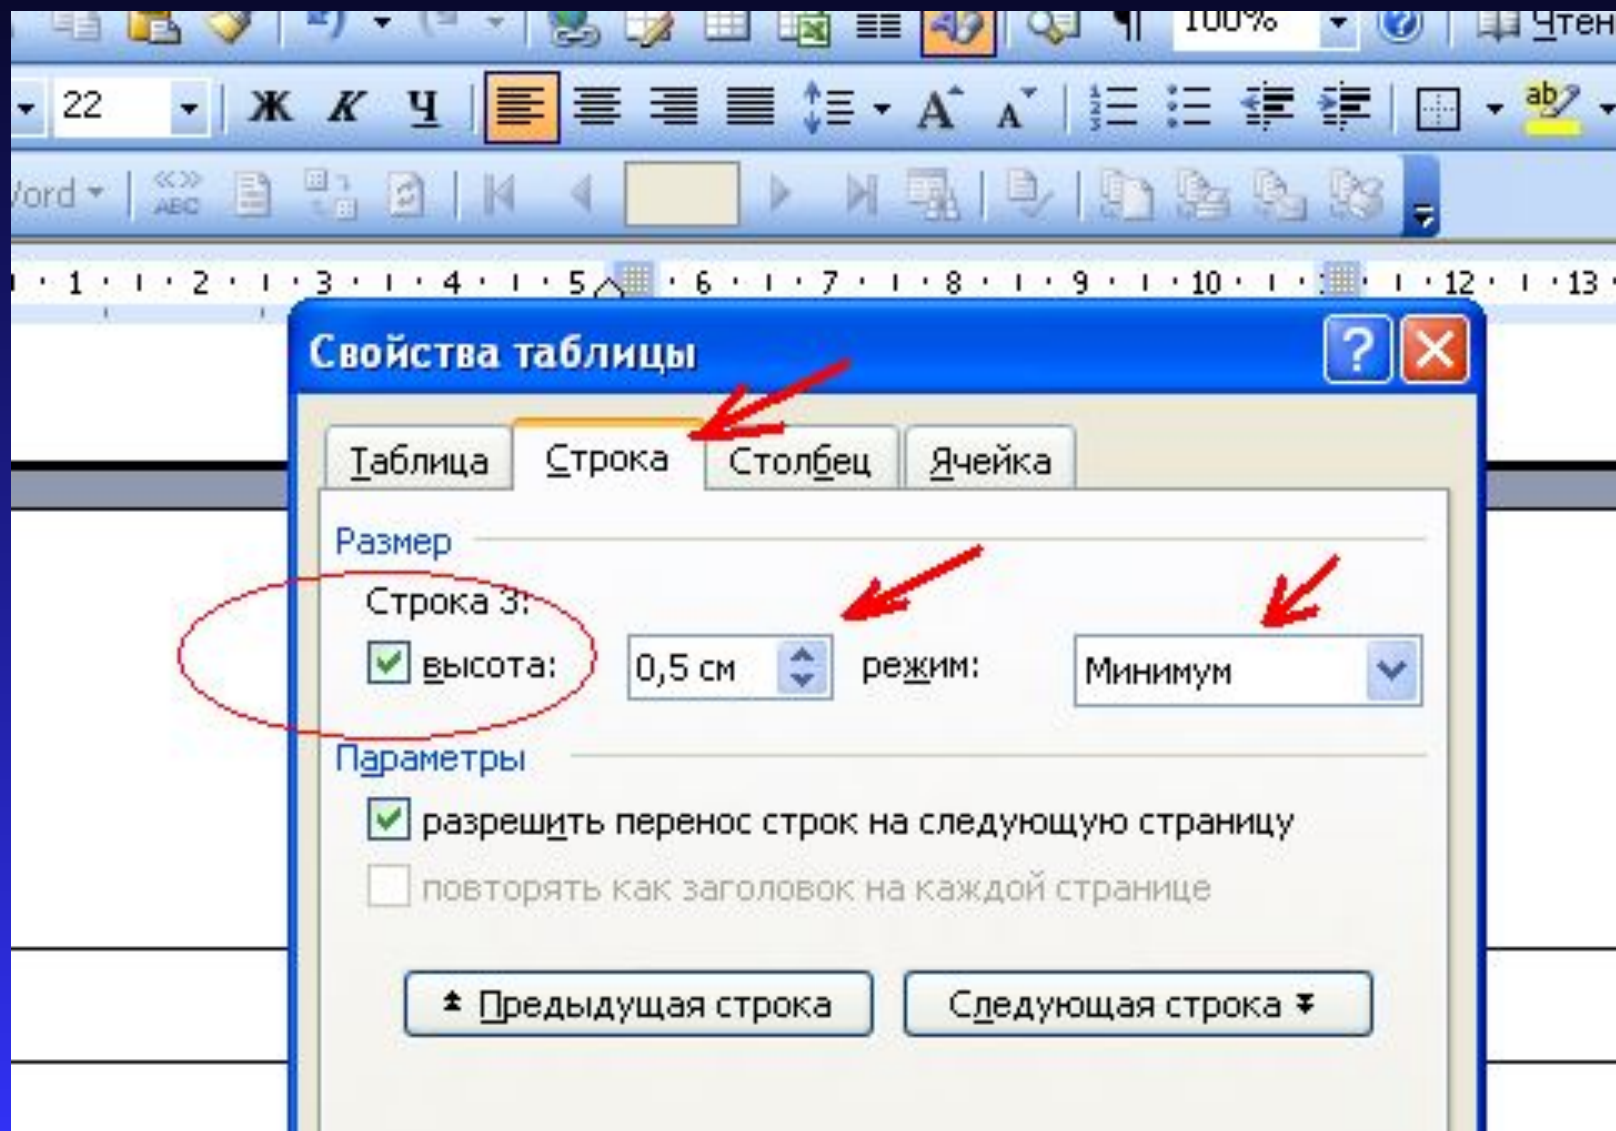 100% Чтен
22 Ж К Ч A A ab
Word ABC
1 2 3 4 5 6 7 8 9 10 12 13
Свойства таблицы
Таблица Строка Столбец Ячейка
Размер
Строка 3:
высота: 0,5 см режим: Минимум
Параметры
разрешить перенос строк на следующую страницу
повторять как заголовок на каждой странице
Предыдущая строка Следующая строка